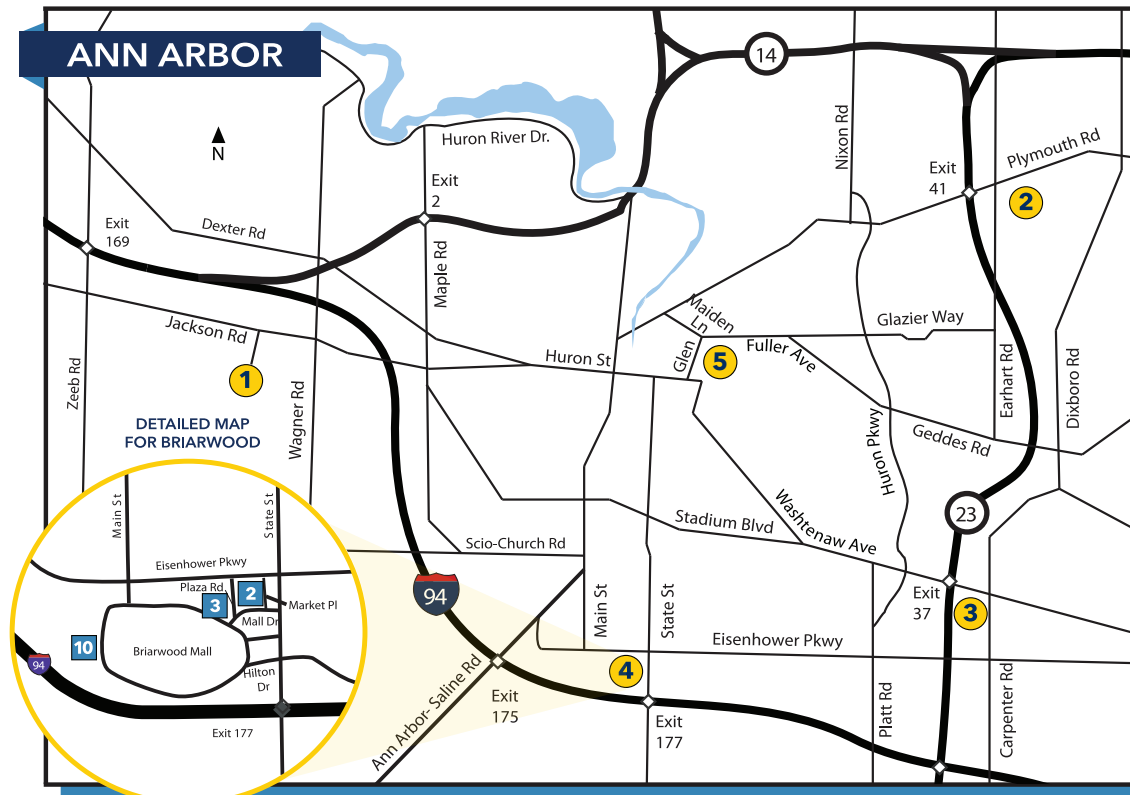 ANN ARBOR
14
Nixon Rd
Plymouth Rd
Huron River Dr.
N
Exit
2
Exit
41
2
Exit
169
Dexter Rd
Maple Rd
Jackson Rd
Zeeb Rd
1
Wagner Rd
Huron St
Maiden
Ln
Glen
5
Fuller Ave
Glazier Way
Earhart Rd
Dixboro Rd
Huron Pkwy
Geddes Rd
DETAILED MAP
FOR BRIARWOOD
Main St
State St
Eisenhower Pkwy
Plaza Rd
3
2
Market Pl
Mall Dr
10
Briarwood Mall
Hilton
Dr
94
Exit 177
Stadium Blvd
Washtenaw Ave
23
Scio-Church Rd
94
Main St
State St
Exit
37
3
Eisenhower Pkwy
4
Ann Arbor- Saline Rd
Exit
175
Exit
177
Platt Rd
Carpenter Rd